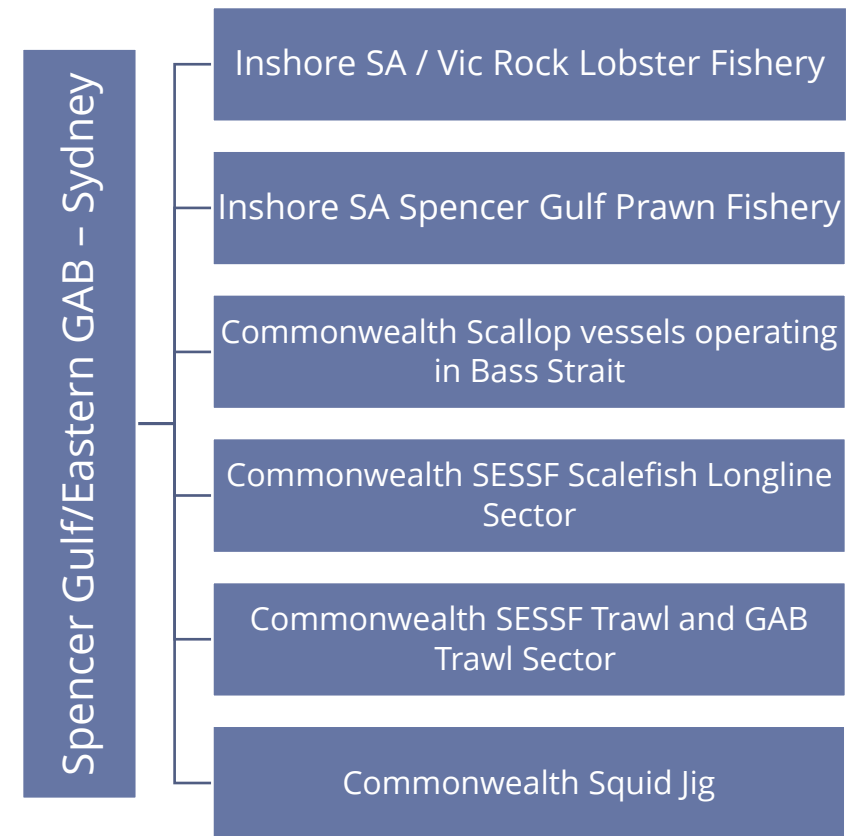 Spencer Gulf/Eastern GAB – Sydney
Inshore SA / Vic Rock Lobster Fishery
Inshore SA Spencer Gulf Prawn Fishery
Commonwealth Scallop vessels operating
in Bass Strait
Commonwealth SESSF Scalefish Longline
Sector
Commonwealth SESSF Trawl and GAB
Trawl Sector
Commonwealth Squid Jig